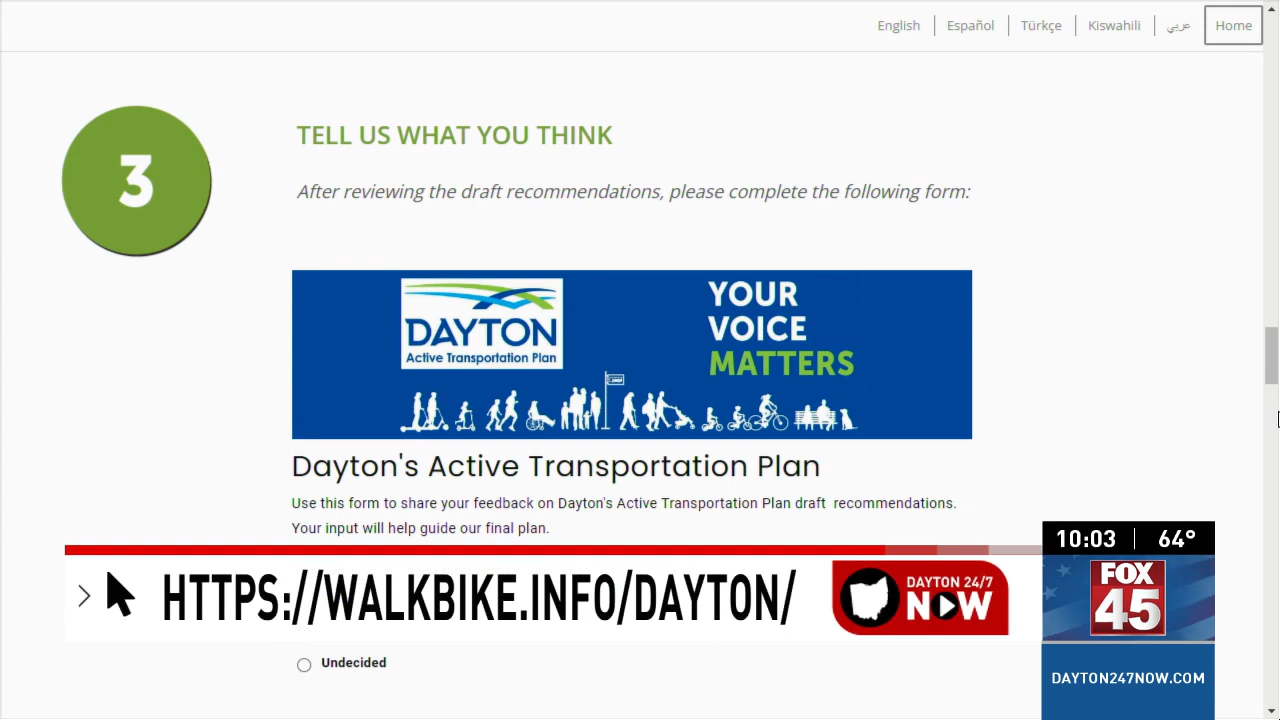 English
Español
Türkçe
Kiswahili
عربي
Home
3
TELL US WHAT YOU THINK
After reviewing the draft recommendations, please complete the following form:
DAYTON
Active Transportation Plan
YOUR
VOICE
MATTERS
Dayton's Active Transportation Plan
Use this form to share your feedback on Dayton's Active Transportation Plan draft recommendations.
Your input will help guide our final plan.
10:03
64°
HTTPS://WALKBIKE.INFO/DAYTON/
DAYTON 24/7
NOW
FOX
45
Undecided
DAYTON247NOW.COM